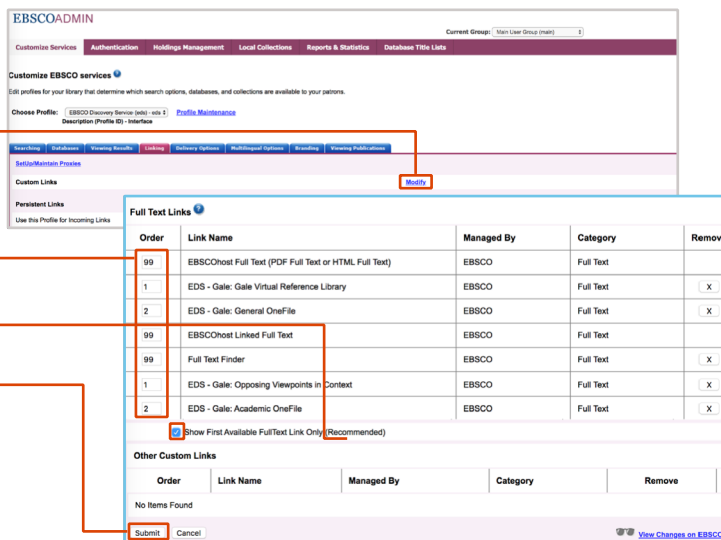 EBSCOADMIN
Current Group: Main User Group (main)
Customize Services Authentication Holdings Management Local Collections Reports & Statistics Database Title Lists
Customize EBSCO services ?
Edit profiles for your library that determine which search options, databases, and collections are available to your patrons.
Choose Profile: EBSCO Discovery Service (eds) - eds Profile Maintenance
Description (Profile ID) - Interface
Searching Databases Viewing Results Linking Delivery Options Multilingual Options Branding Viewing Publications
SetUp/Maintain Proxies
Custom Links Modify
Persistent Links
Use this Profile for Incoming Links
Full Text Links ?
Order Link Name Managed By Category Remov
99 EBSCOhost Full Text (PDF Full Text or HTML Full Text) EBSCO Full Text
1 EDS - Gale: Gale Virtual Reference Library EBSCO Full Text X
2 EDS - Gale: General OneFile EBSCO Full Text X
99 EBSCOhost Linked Full Text EBSCO Full Text
99 Full Text Finder EBSCO Full Text X
1 EDS - Gale: Opposing Viewpoints in Context EBSCO Full Text X
2 EDS - Gale: Academic OneFile EBSCO Full Text X
Show First Available FullText Link Only (Recommended)
Other Custom Links
Order Link Name Managed By Category Remove
No Items Found
Submit Cancel View Changes on EBSCO